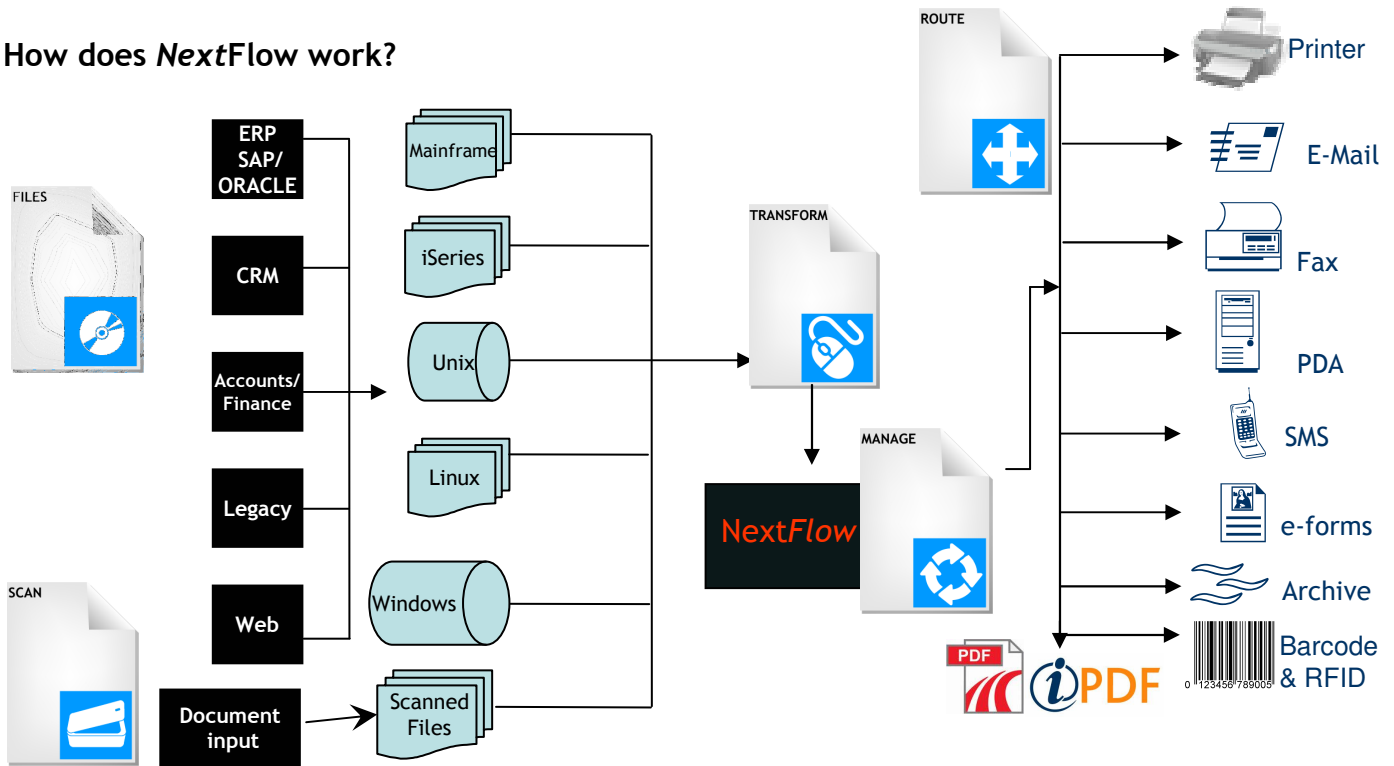 How does NextFlow work?
FILES
SCAN
ERP
SAP/
ORACLE
CRM
Accounts/
Finance
Legacy
Web
Document
input
Mainframe
iSeries
Unix
Linux
Windows
Scanned
Files
TRANSFORM
NextFlow
MANAGE
ROUTE
Printer
E-Mail
Fax
PDA
SMS
e-forms
Archive
Barcode
& RFID
0 123456 789005
PDF
iPDF